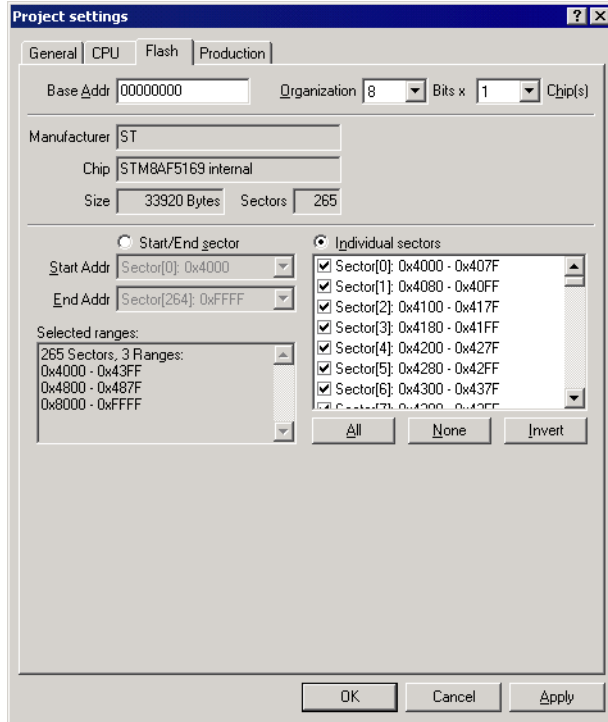 Project settings
General CPU Flash Production
Base Addr 00000000 Organization 8 Bits x 1 Chip(s)
Manufacturer ST
Chip STM8AF5169 internal
Size 33920 Bytes Sectors 265
Start/End sector Individual sectors
Start Addr Sector[0]: 0x4000
End Addr Sector[264]: 0xFFFF
Selected ranges:
265 Sectors, 3 Ranges:
0x4000 - 0x43FF
0x4800 - 0x487F
0x8000 - 0xFFFF
Sector[0]: 0x4000 - 0x407F
Sector[1]: 0x4080 - 0x40FF
Sector[2]: 0x4100 - 0x417F
Sector[3]: 0x4180 - 0x41FF
Sector[4]: 0x4200 - 0x427F
Sector[5]: 0x4280 - 0x42FF
Sector[6]: 0x4300 - 0x437F
All None Invert
OK Cancel Apply